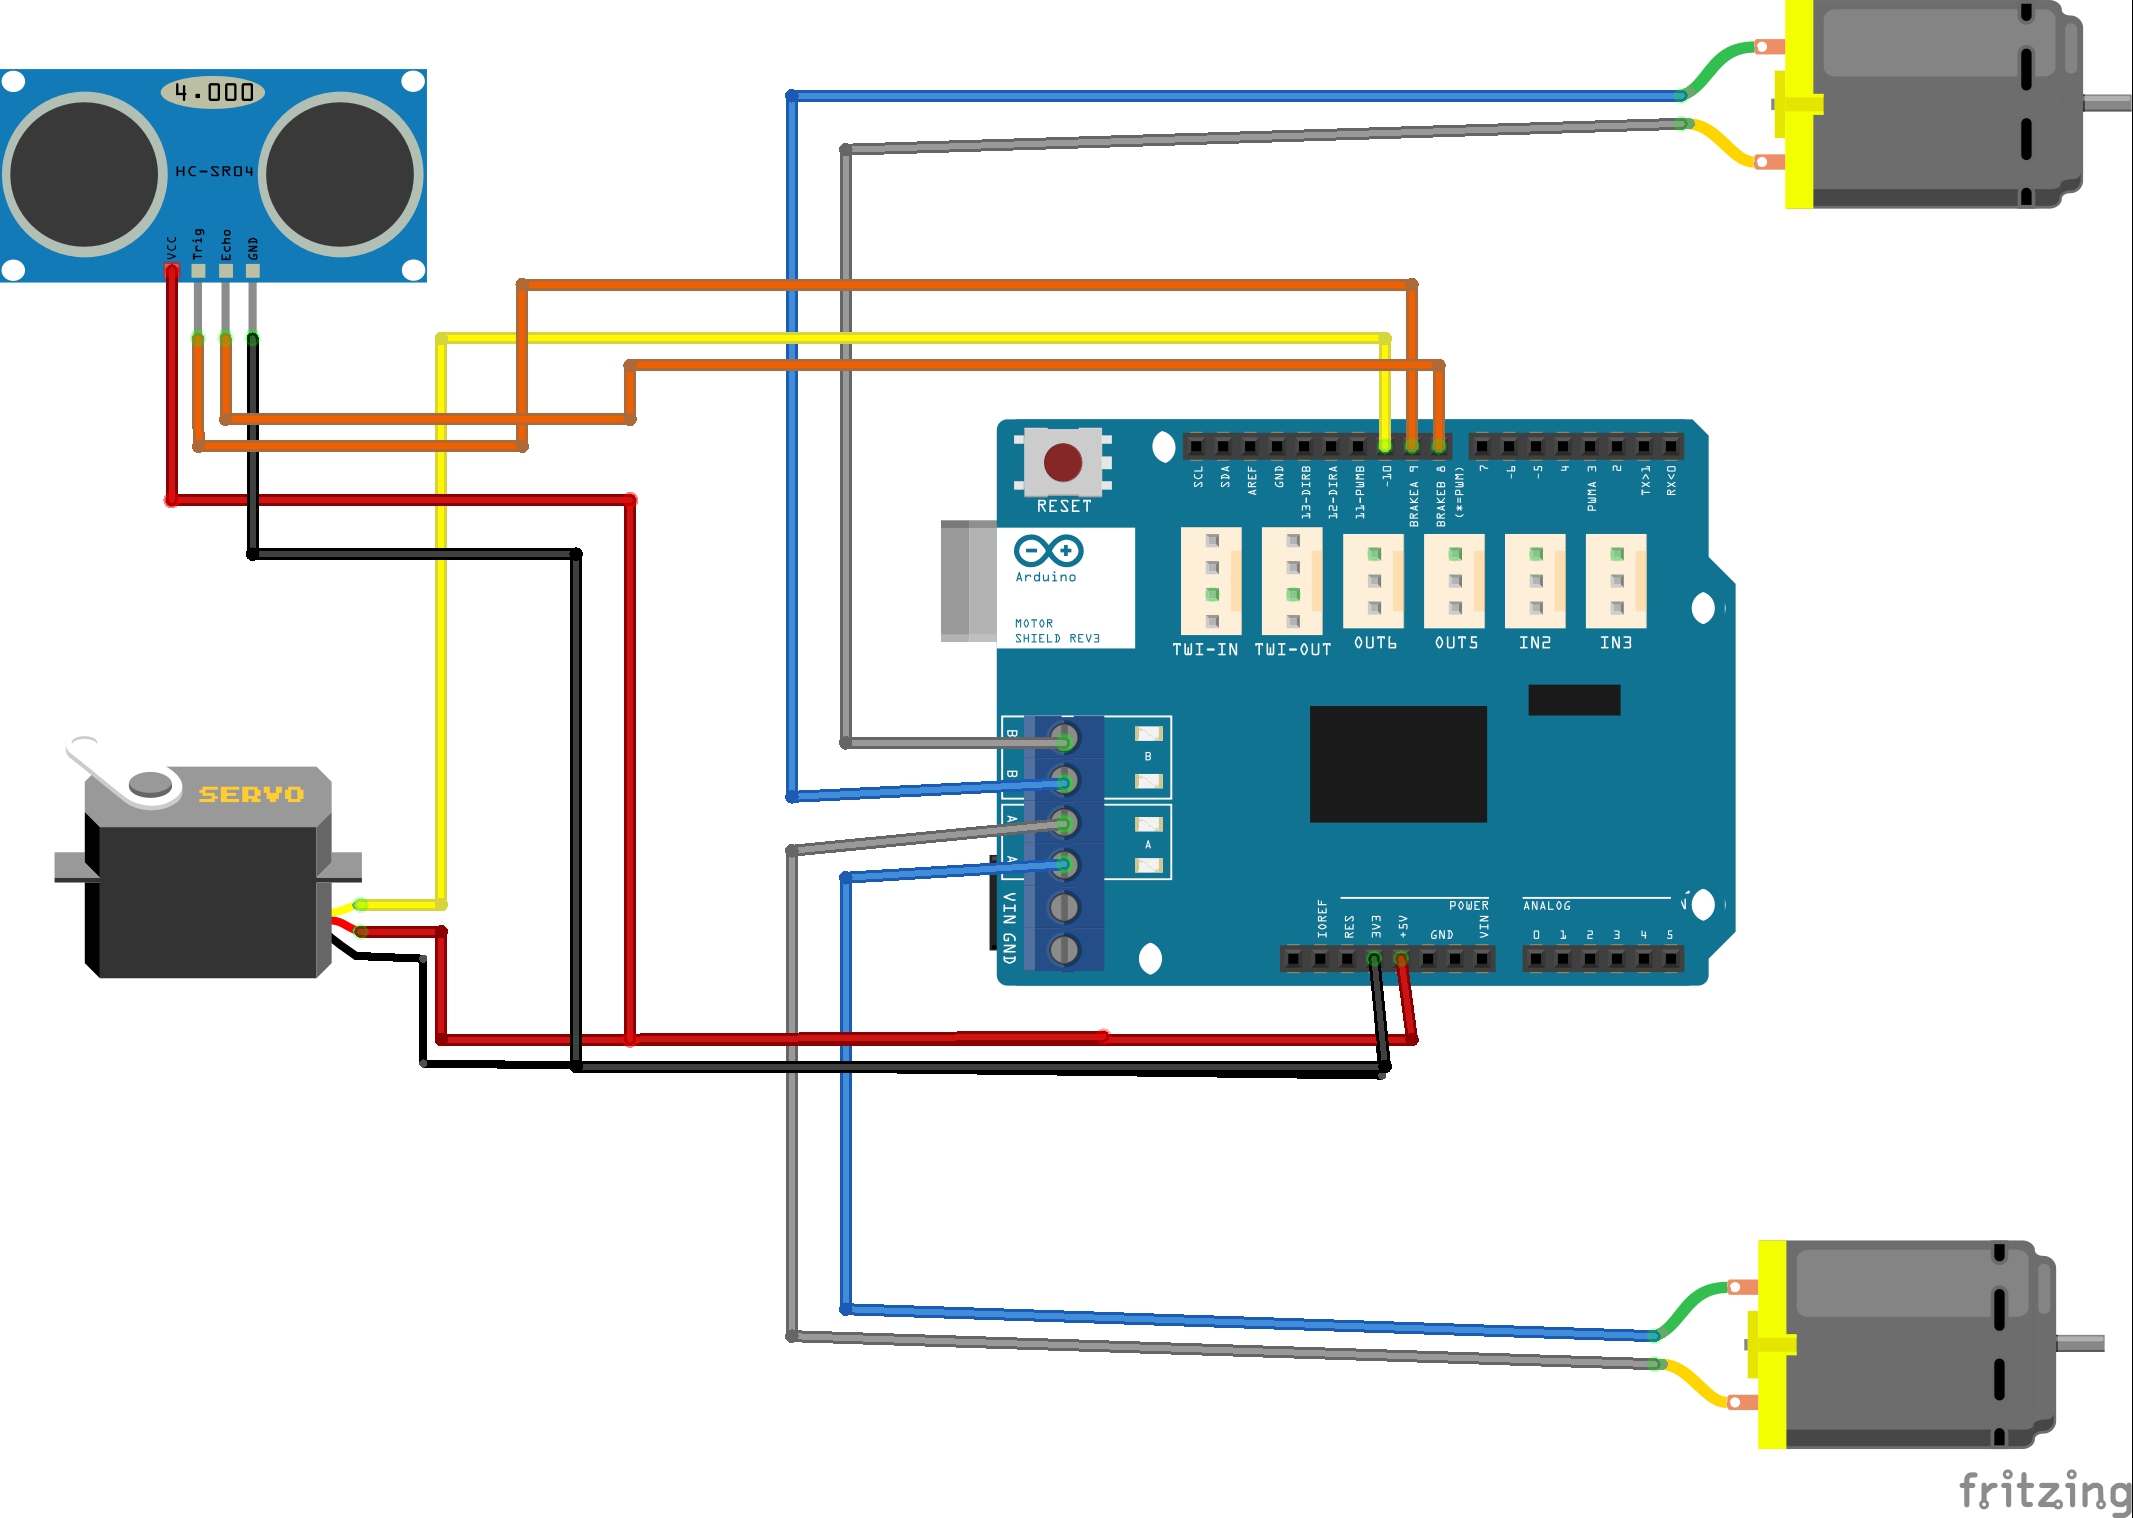 4.000
HC-SR04
VCC
Trig
Echo
GND
RESET
SCL
SDA
AREF
GND
13-DIRB
12-DIRA
11-PWMB
~10
BRAKEA 9
BRAKEB 8
(*=PWM)
7
~6
~5
4
PWMA 3
2
TX>1
RX<0
Arduino
MOTOR
SHIELD REV3
TWI-IN
TWI-OUT
OUT6
OUT5
IN2
IN3
B
B
B
A
A
A
VIN
GND
SERVO
POWER
ANALOG
IOREF
RES
3V3
+5V
GND
VIN
0
1
2
3
4
5
fritzing